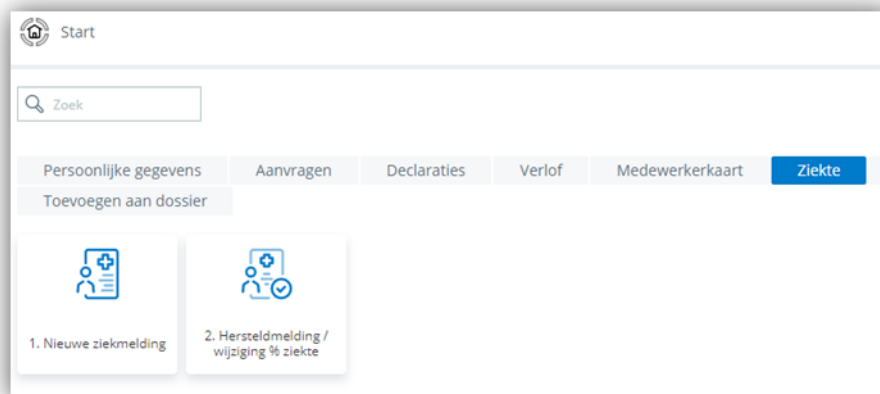 Start
Zoek
Persoonlijke gegevens Aanvragen Declaraties Verlof Medewerkerkaart Ziekte
Toevoegen aan dossier
1. Nieuwe ziekmelding
2. Hersteldmelding /
wijziging % ziekte